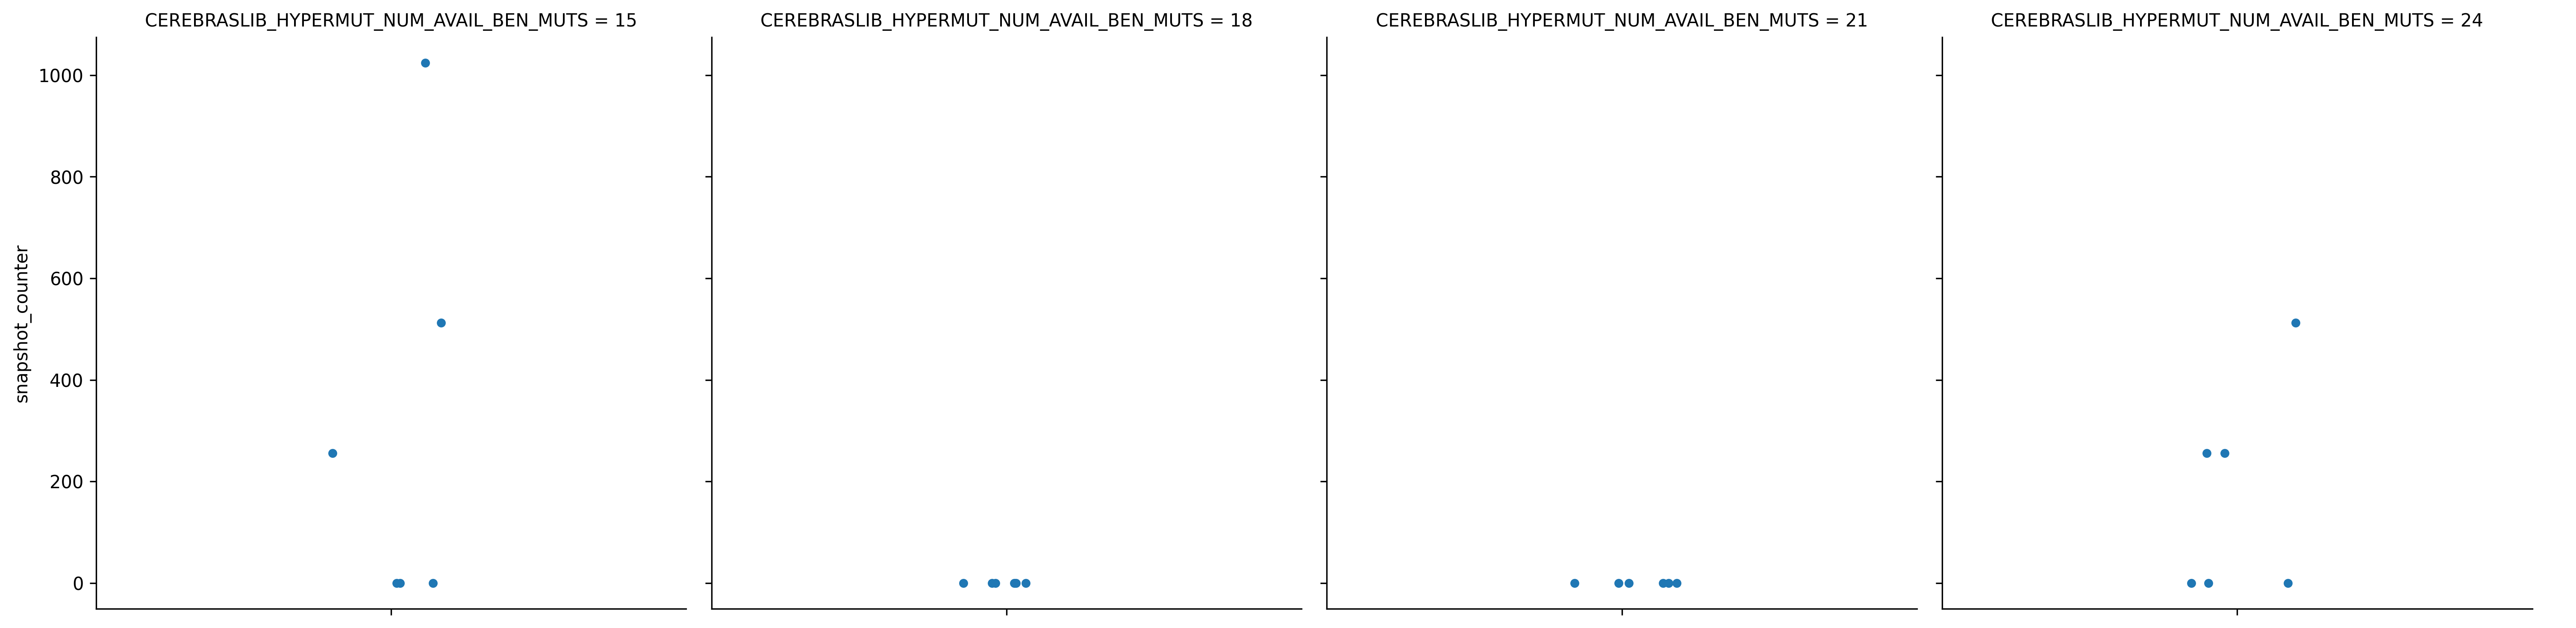 CEREBRASLIB_HYPERMUT_NUM_AVAIL_BEN_MUTS = 15
CEREBRASLIB_HYPERMUT_NUM_AVAIL_BEN_MUTS = 18
CEREBRASLIB_HYPERMUT_NUM_AVAIL_BEN_MUTS = 21
CEREBRASLIB_HYPERMUT_NUM_AVAIL_BEN_MUTS = 24
snapshot_counter
1000
800
600
400
200
0